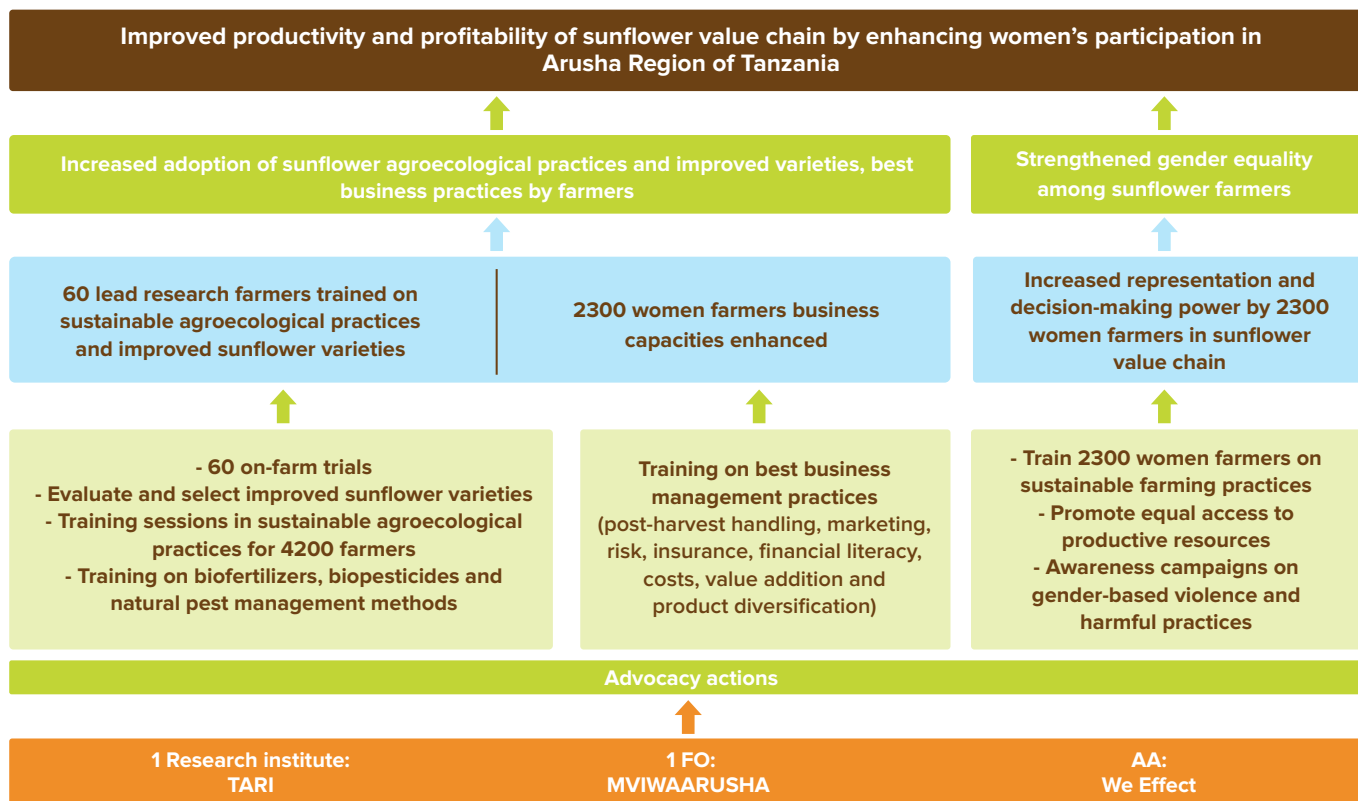 Improved productivity and profitability of sunflower value chain by enhancing women’s participation in
Arusha Region of Tanzania
Increased adoption of sunflower agroecological practices and improved varieties, best
business practices by farmers
Strengthened gender equality
among sunflower farmers
60 lead research farmers trained on
sustainable agroecological practices
and improved sunflower varieties
2300 women farmers business
capacities enhanced
Increased representation and
decision-making power by 2300
women farmers in sunflower
value chain
- 60 on-farm trials
- Evaluate and select improved sunflower varieties
- Training sessions in sustainable agroecological
practices for 4200 farmers
- Training on biofertilizers, biopesticides and
natural pest management methods
Training on best business
management practices
(post-harvest handling, marketing,
risk, insurance, financial literacy,
costs, value addition and
product diversification)
- Train 2300 women farmers on
sustainable farming practices
- Promote equal access to
productive resources
- Awareness campaigns on
gender-based violence and
harmful practices
Advocacy actions
1 Research institute:
TARI
1 FO:
MVIWAARUSHA
AA:
We Effect